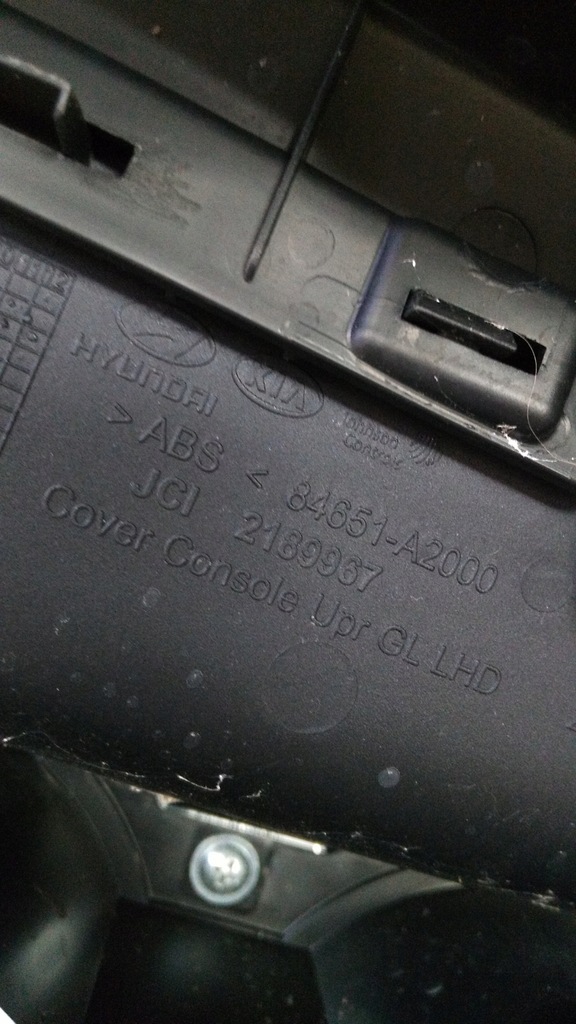 HYUNDAI
KIA
Johnson
Controls
>ABS< 84651-A2000
JCI 2189967
Cover Console Upr GL LHD